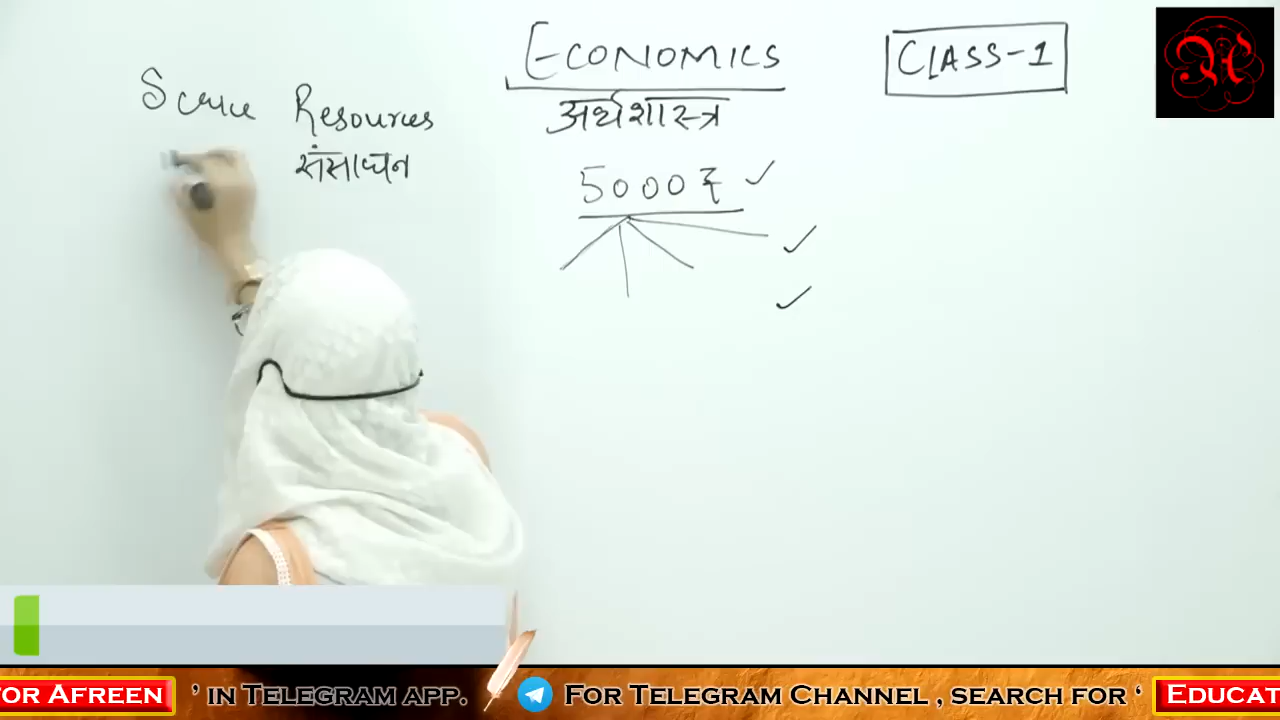 ECONOMICS
CLASS-1
अर्थशास्त्र
Scarce Resources
संसाधन
5000₹
FOR AFREEN ’ IN TELEGRAM APP. FOR TELEGRAM CHANNEL , SEARCH FOR ‘ EDUCAT